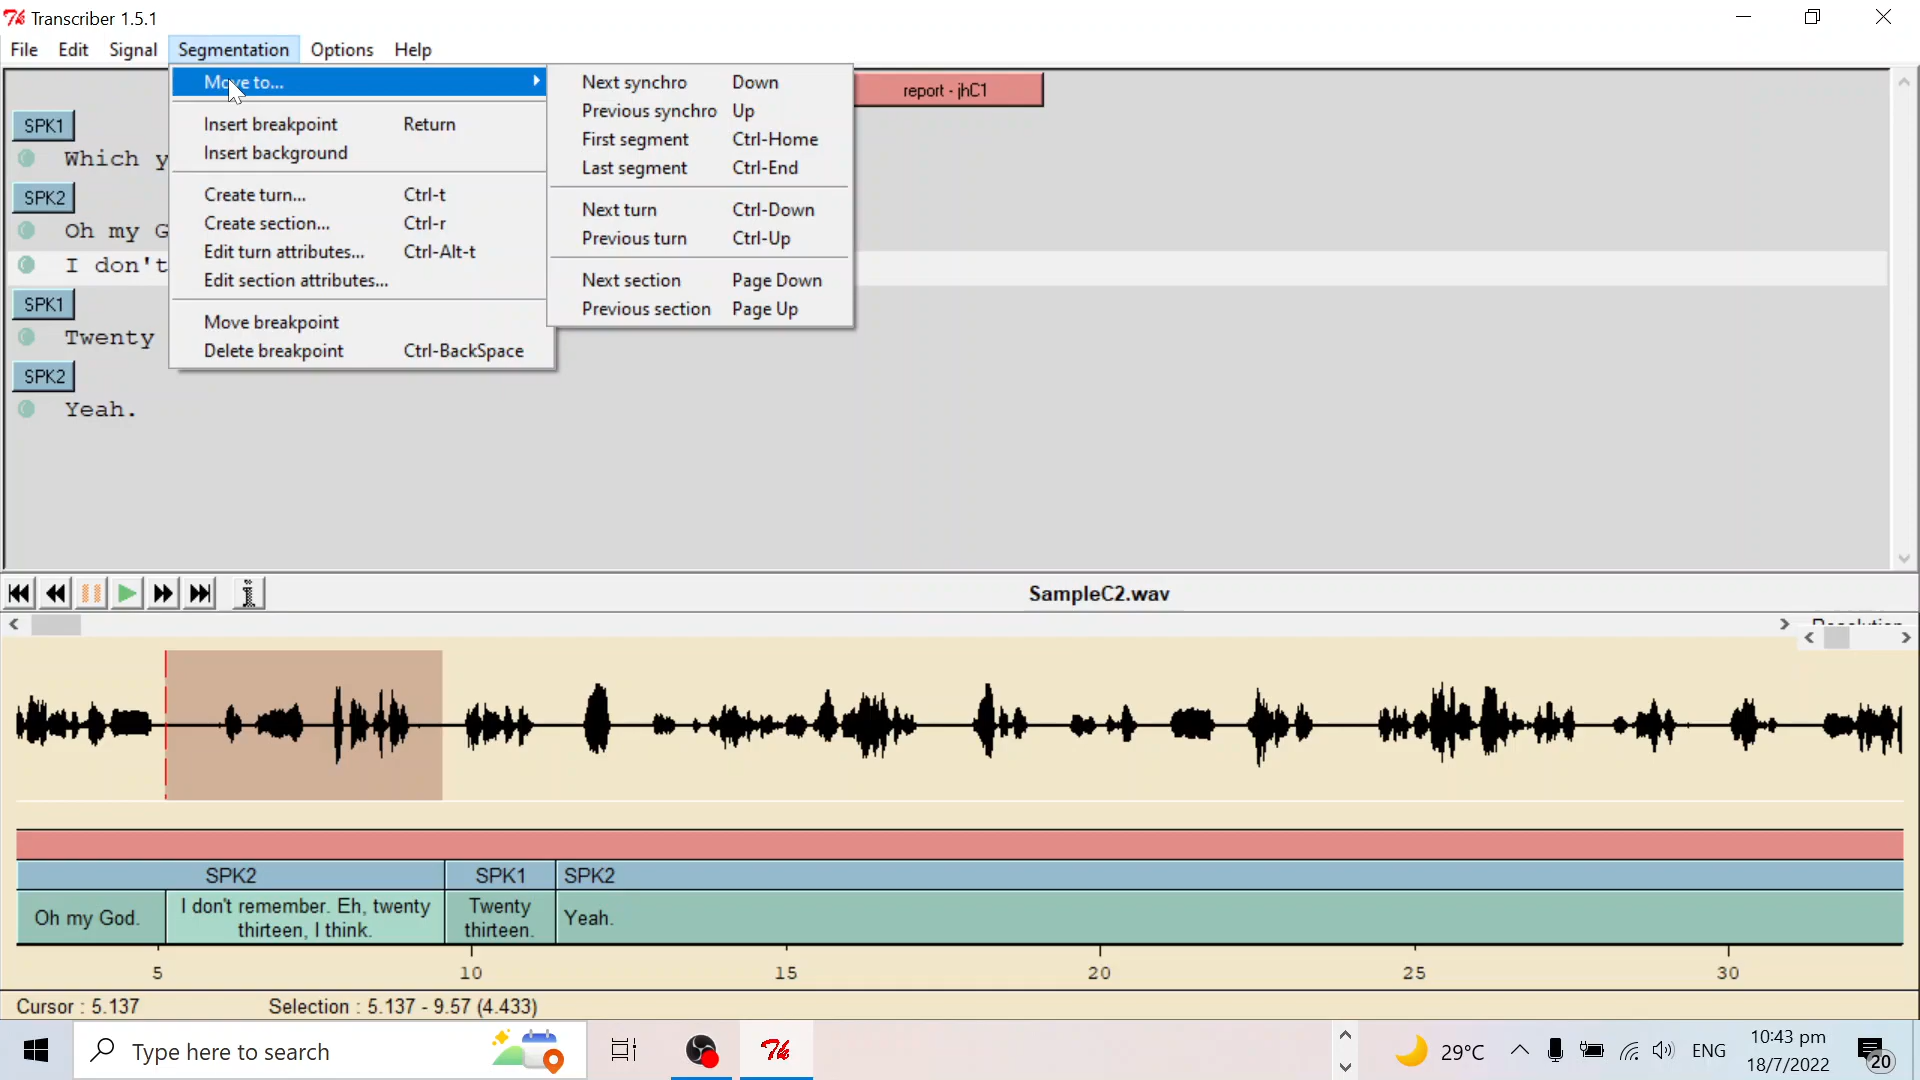 Transcriber 1.5.1
File Edit Signal Segmentation Options Help
Move to...
Insert breakpoint Return
Insert background
Create turn... Ctrl-t
Create section... Ctrl-r
Edit turn attributes... Ctrl-Alt-t
Edit section attributes...
Move breakpoint
Delete breakpoint Ctrl-BackSpace
Next synchro Down
Previous synchro Up
First segment Ctrl-Home
Last segment Ctrl-End
Next turn Ctrl-Down
Previous turn Ctrl-Up
Next section Page Down
Previous section Page Up
report - jhC1
SPK1
Which y
SPK2
Oh my G
I don't
SPK1
Twenty
SPK2
Yeah.
SampleC2.wav
Resolution
SPK2 SPK1 SPK2
Oh my God.
I don't remember. Eh, twenty
thirteen, I think.
Twenty
thirteen.
Yeah.
5 10 15 20 25 30
Cursor : 5.137 Selection : 5.137 - 9.57 (4.433)
Type here to search
29°C
ENG
10:43 pm
18/7/2022
20